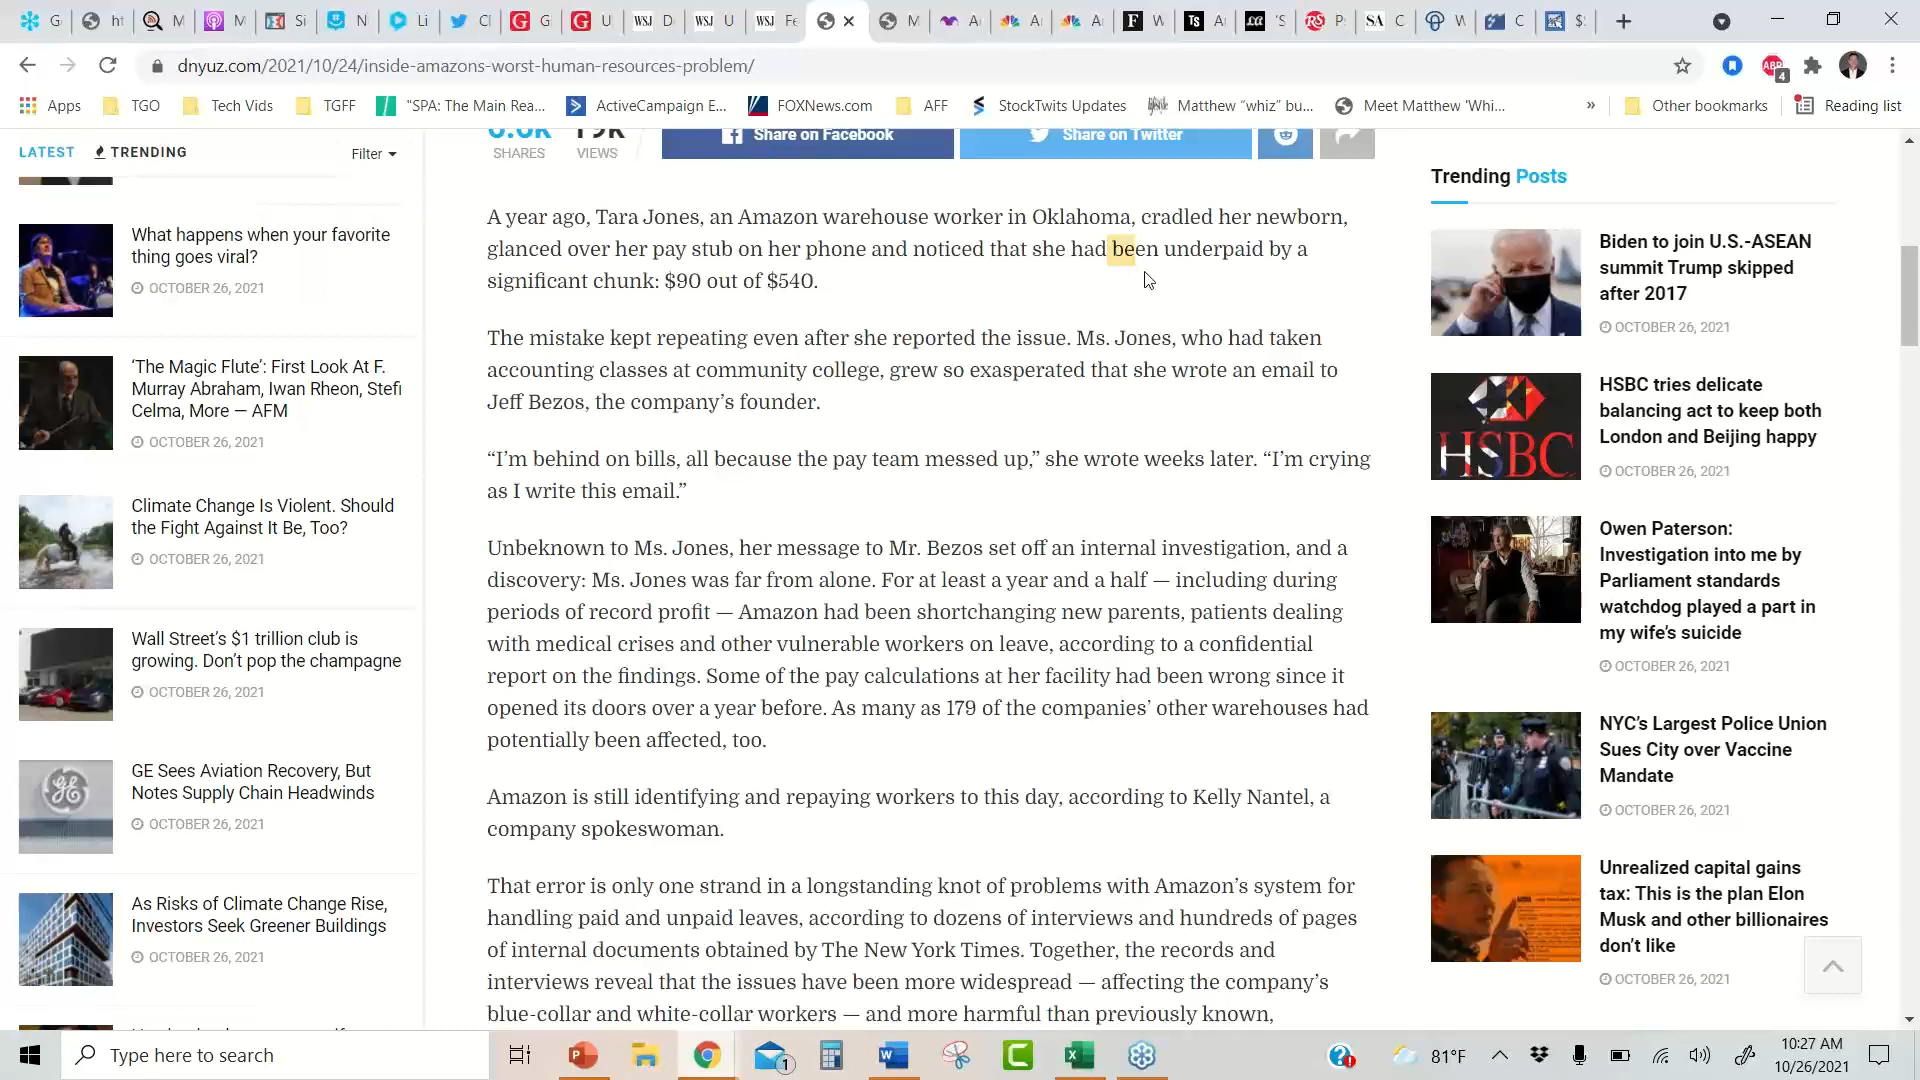 G
ht
M
M
Si
N
Li
Cl
G
U
WSJ D
WSJ U
WSJ Fe
M
A
A
A
F W
Ts A
'S
RS P
SA C
W
C
$
dnyuz.com/2021/10/24/inside-amazons-worst-human-resources-problem/
ABP 4
Apps
TGO
Tech Vids
TGFF
"SPA: The Main Rea...
ActiveCampaign E...
FOXNews.com
AFF
StockTwits Updates
Matthew “whiz” bu...
Meet Matthew 'Whi...
»
Other bookmarks
Reading list
LATEST
TRENDING
Filter
What happens when your favorite
thing goes viral?
OCTOBER 26, 2021
‘The Magic Flute’: First Look At F.
Murray Abraham, Iwan Rheon, Stefi
Celma, More — AFM
OCTOBER 26, 2021
Climate Change Is Violent. Should
the Fight Against It Be, Too?
OCTOBER 26, 2021
Wall Street’s $1 trillion club is
growing. Don’t pop the champagne
OCTOBER 26, 2021
GE Sees Aviation Recovery, But
Notes Supply Chain Headwinds
OCTOBER 26, 2021
As Risks of Climate Change Rise,
Investors Seek Greener Buildings
OCTOBER 26, 2021
SHARES
VIEWS
Share on Facebook
Share on Twitter
A year ago, Tara Jones, an Amazon warehouse worker in Oklahoma, cradled her newborn,
glanced over her pay stub on her phone and noticed that she had been underpaid by a
significant chunk: $90 out of $540.
The mistake kept repeating even after she reported the issue. Ms. Jones, who had taken
accounting classes at community college, grew so exasperated that she wrote an email to
Jeff Bezos, the company’s founder.
“I’m behind on bills, all because the pay team messed up,” she wrote weeks later. “I’m crying
as I write this email.”
Unbeknown to Ms. Jones, her message to Mr. Bezos set off an internal investigation, and a
discovery: Ms. Jones was far from alone. For at least a year and a half — including during
periods of record profit — Amazon had been shortchanging new parents, patients dealing
with medical crises and other vulnerable workers on leave, according to a confidential
report on the findings. Some of the pay calculations at her facility had been wrong since it
opened its doors over a year before. As many as 179 of the companies’ other warehouses had
potentially been affected, too.
Amazon is still identifying and repaying workers to this day, according to Kelly Nantel, a
company spokeswoman.
That error is only one strand in a longstanding knot of problems with Amazon’s system for
handling paid and unpaid leaves, according to dozens of interviews and hundreds of pages
of internal documents obtained by The New York Times. Together, the records and
interviews reveal that the issues have been more widespread — affecting the company’s
blue-collar and white-collar workers — and more harmful than previously known,
Trending Posts
Biden to join U.S.-ASEAN
summit Trump skipped
after 2017
OCTOBER 26, 2021
HSBC
HSBC tries delicate
balancing act to keep both
London and Beijing happy
OCTOBER 26, 2021
Owen Paterson:
Investigation into me by
Parliament standards
watchdog played a part in
my wife’s suicide
OCTOBER 26, 2021
NYC’s Largest Police Union
Sues City over Vaccine
Mandate
OCTOBER 26, 2021
Unrealized capital gains
tax: This is the plan Elon
Musk and other billionaires
don’t like
OCTOBER 26, 2021
Type here to search
1
81°F
10:27 AM
10/26/2021